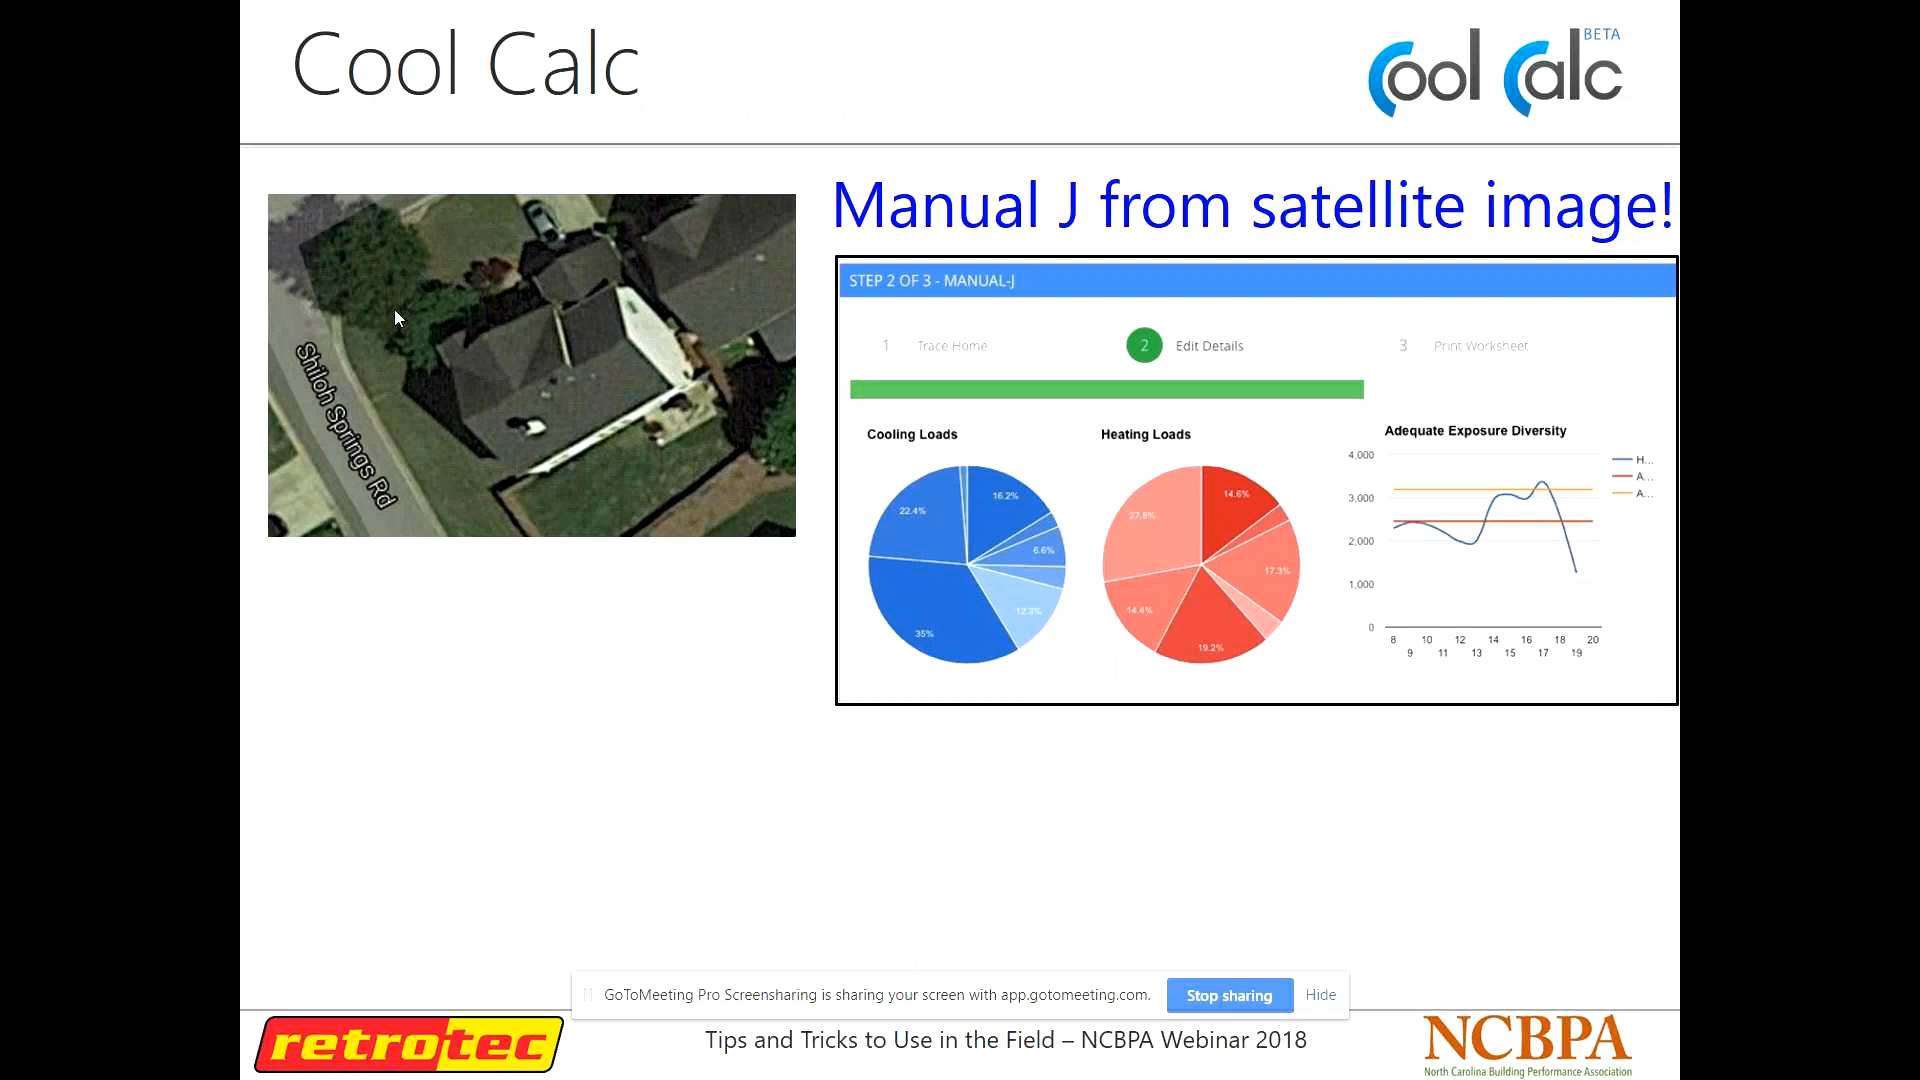 Cool Calc
Cool Calc BETA
Manual J from satellite image!
Shiloh Springs Rd
STEP 2 OF 3 - MANUAL-J
1 Trace Home
2 Edit Details
3 Print Worksheet
Cooling Loads
16.2%
6.6%
12.3%
35%
22.4%
Heating Loads
14.6%
17.3%
19.2%
14.4%
27.8%
Adequate Exposure Diversity
4,000
3,000
2,000
1,000
0
8 10 12 14 16 18 20
9 11 13 15 17 19
H...
A...
A...
GoToMeeting Pro Screensharing is sharing your screen with app.gotomeeting.com. Stop sharing Hide
retrotec
Tips and Tricks to Use in the Field – NCBPA Webinar 2018
NCBPA
North Carolina Building Performance Association